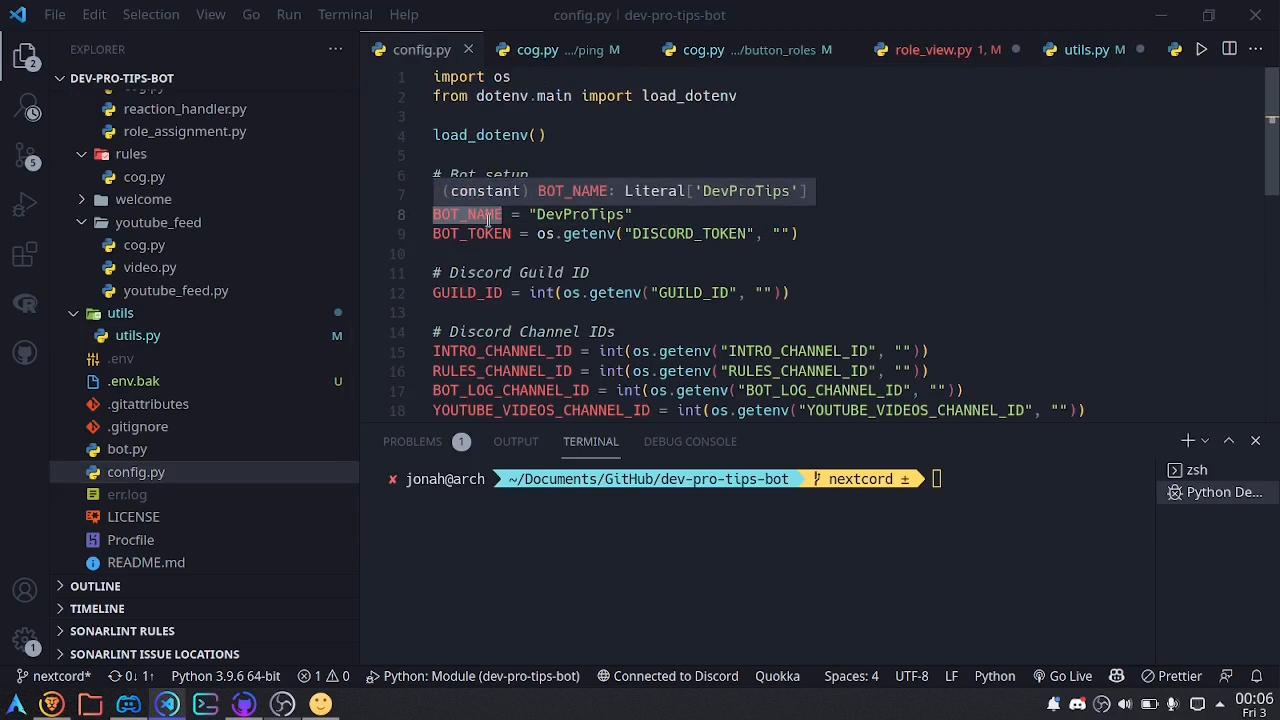 File Edit Selection View Go Run Terminal Help
config.py • dev-pro-tips-bot
EXPLORER
DEV-PRO-TIPS-BOT
cog.py
reaction_handler.py
role_assignment.py
rules
cog.py
welcome
youtube_feed
cog.py
video.py
youtube_feed.py
utils
utils.py M
.env
.env.bak U
.gitattributes
.gitignore
bot.py
config.py
err.log
LICENSE
Procfile
README.md
OUTLINE
TIMELINE
SONARLINT RULES
SONARLINT ISSUE LOCATIONS
2
5
1
config.py
cog.py .../ping M
cog.py .../button_roles M
role_view.py 1, M
utils.py M
1 import os
2 from dotenv.main import load_dotenv
3
4 load_dotenv()
5
6 # Bot setup
7
(constant) BOT_NAME: Literal['DevProTips']
8 BOT_NAME = "DevProTips"
9 BOT_TOKEN = os.getenv("DISCORD_TOKEN", "")
10
11 # Discord Guild ID
12 GUILD_ID = int(os.getenv("GUILD_ID", ""))
13
14 # Discord Channel IDs
15 INTRO_CHANNEL_ID = int(os.getenv("INTRO_CHANNEL_ID", ""))
16 RULES_CHANNEL_ID = int(os.getenv("RULES_CHANNEL_ID", ""))
17 BOT_LOG_CHANNEL_ID = int(os.getenv("BOT_LOG_CHANNEL_ID", ""))
18 YOUTUBE_VIDEOS_CHANNEL_ID = int(os.getenv("YOUTUBE_VIDEOS_CHANNEL_ID", ""))
PROBLEMS 1 OUTPUT TERMINAL DEBUG CONSOLE
✘ jonah@arch ~/Documents/GitHub/dev-pro-tips-bot nextcord ±
zsh
Python De...
nextcord* 0↓ 1↑ Python 3.9.6 64-bit 1 0 Python: Module (dev-pro-tips-bot) Connected to Discord Quokka Spaces: 4 UTF-8 LF Python Go Live Prettier
00:06
Fri 3